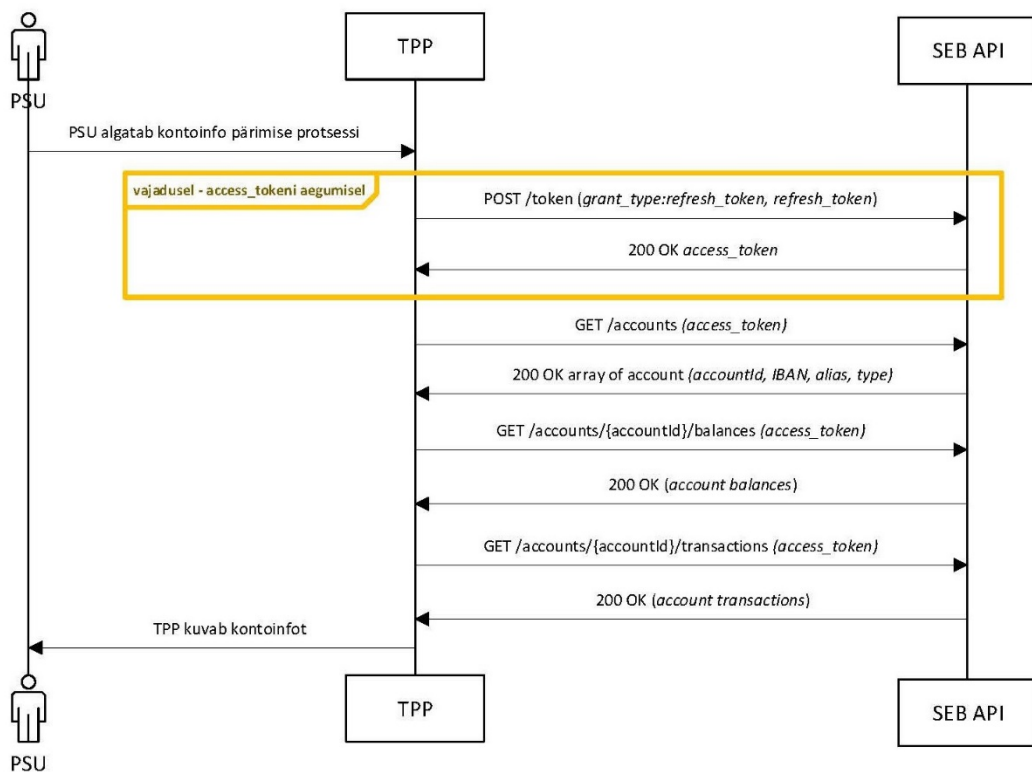 PSU
TPP
SEB API
PSU algatab kontoinfo pärimise protsessi
vajadusel - access_tokeni aegumisel
POST /token (grant_type:refresh_token, refresh_token)
200 OK access_token
GET /accounts (access_token)
200 OK array of account (accountId, IBAN, alias, type)
GET /accounts/{accountId}/balances (access_token)
200 OK (account balances)
GET /accounts/{accountId}/transactions (access_token)
200 OK (account transactions)
TPP kuvab kontoinfot
PSU
TPP
SEB API